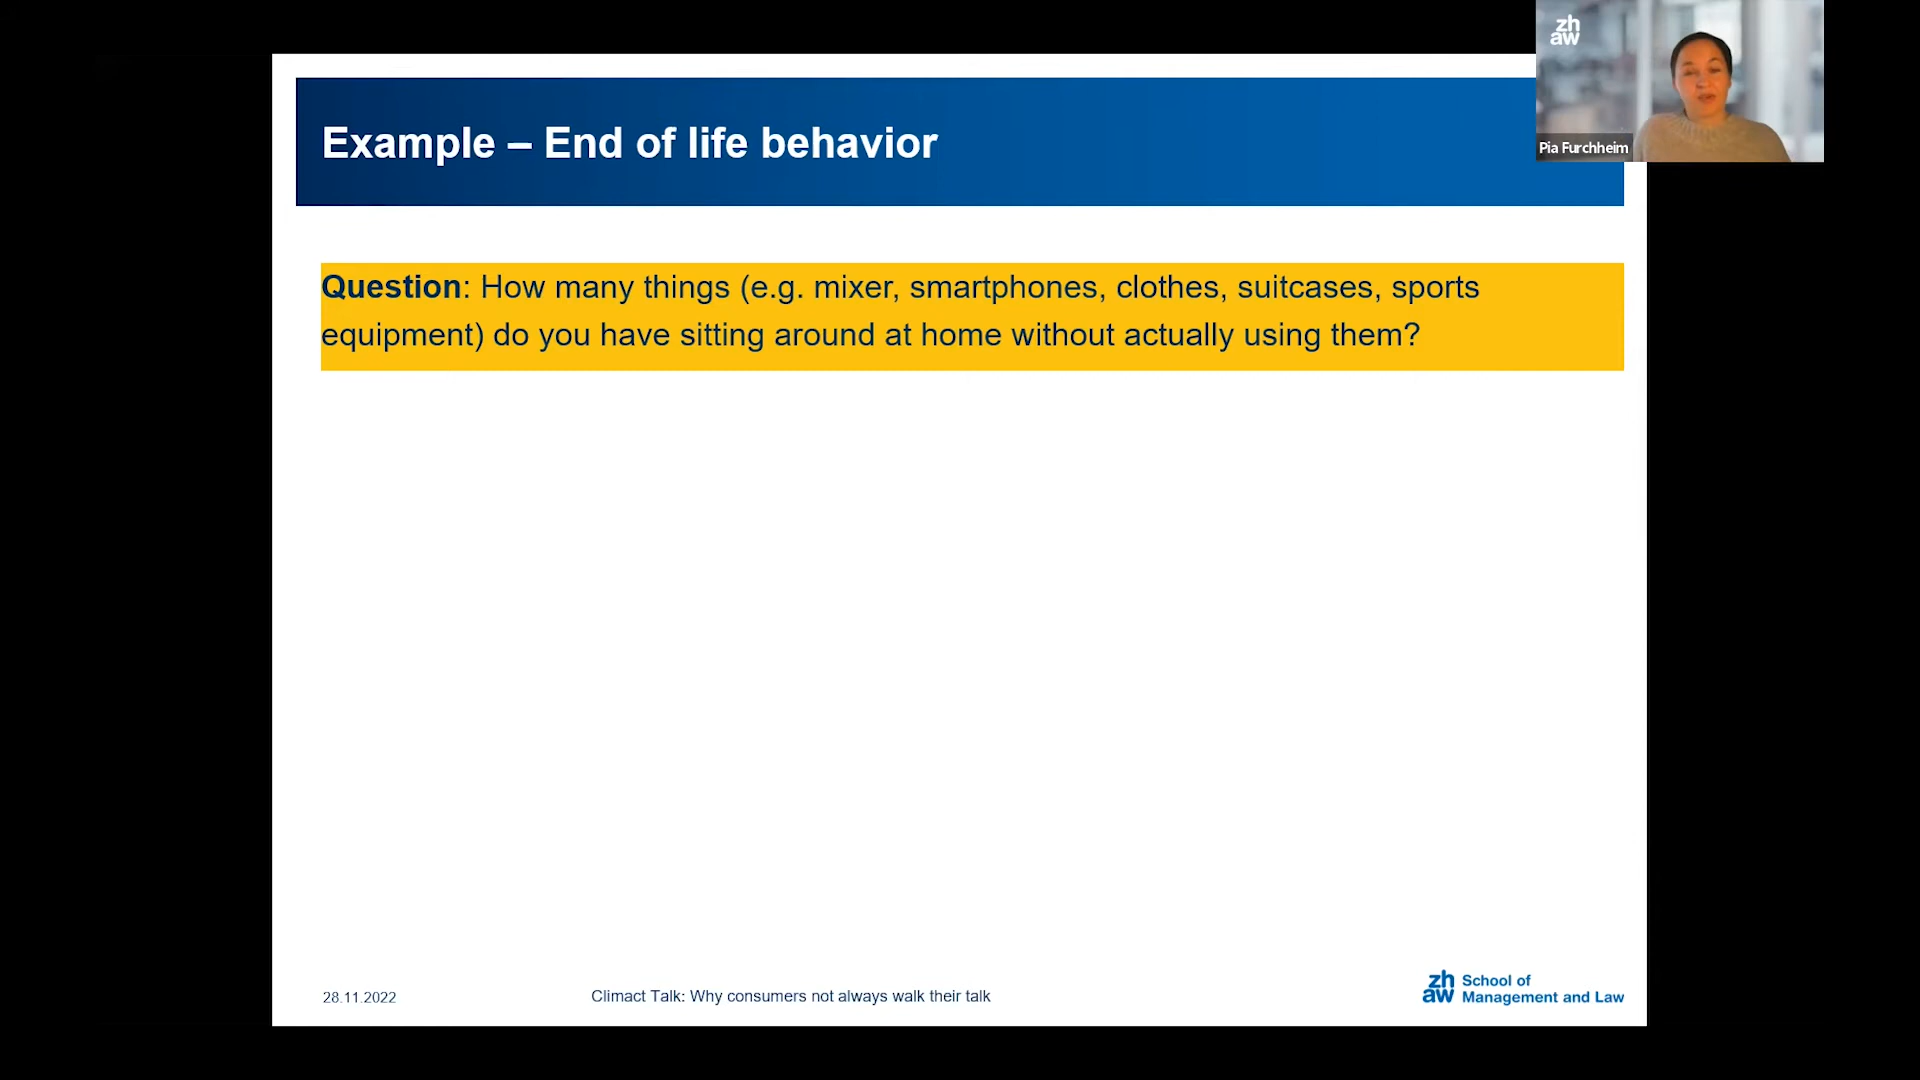 zh
aw
Pia Furchheim
Example – End of life behavior
Question: How many things (e.g. mixer, smartphones, clothes, suitcases, sports
equipment) do you have sitting around at home without actually using them?
28.11.2022
Climact Talk: Why consumers not always walk their talk
zh
aw
School of
Management and Law